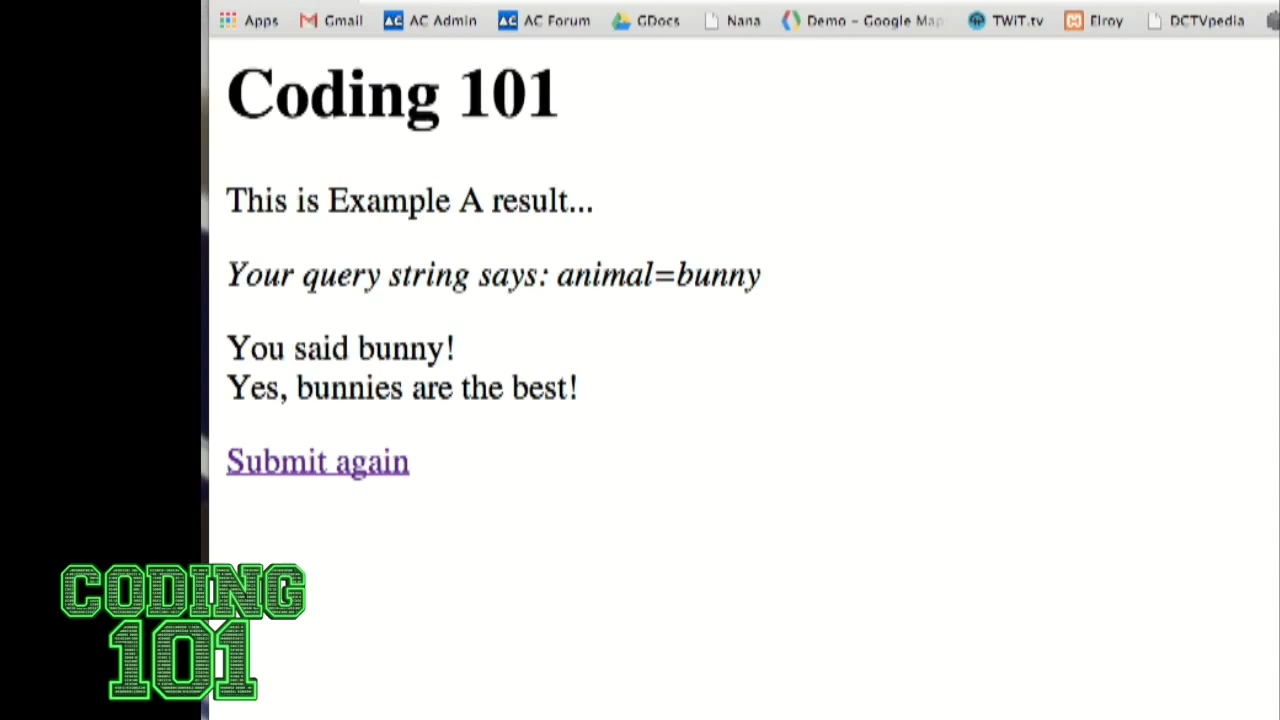 Apps Gmail AC Admin AC Forum GDocs Nana Demo - Google Map TWiT.tv Elroy DCTVpedia
Coding 101
This is Example A result...
Your query string says: animal=bunny
You said bunny!
Yes, bunnies are the best!
Submit again
CODING
101